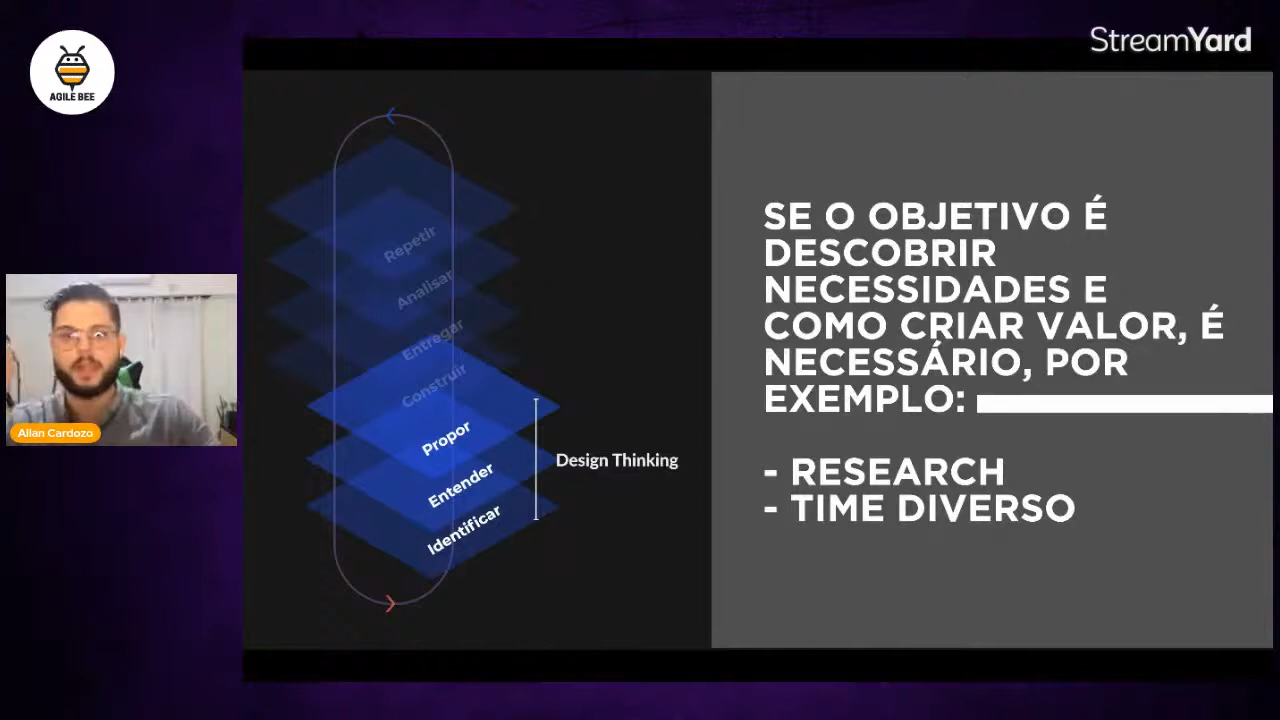 AGILE BEE
StreamYard
Allan Cardozo
Repetir
Analisar
Entregar
Construir
Propor
Entender
Identificar
Design Thinking
SE O OBJETIVO É
DESCOBRIR
NECESSIDADES E
COMO CRIAR VALOR, É
NECESSÁRIO, POR
EXEMPLO:
- RESEARCH
- TIME DIVERSO